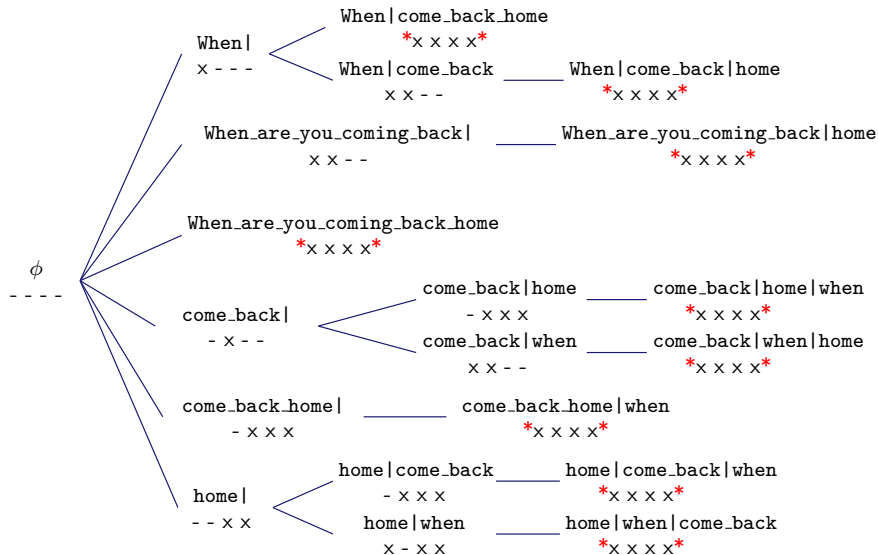 When|come_back_home
When|
*x x x x*
x - - -
When|come_back
When|come_back|home
x x - -
*x x x x*
When_are_you_coming_back|
When_are_you_coming_back|home
x x - -
*x x x x*
When_are_you_coming_back_home
*x x x x*
ϕ
- - - -
come_back|home
come_back|home|when
come_back|
- x x x
*x x x x*
- x - -
come_back|when
come_back|when|home
x x - -
*x x x x*
come_back_home|
come_back_home|when
- x x x
*x x x x*
home|come_back
home|come_back|when
home|
- x x x
*x x x x*
- - x x
home|when
home|when|come_back
x - x x
*x x x x*